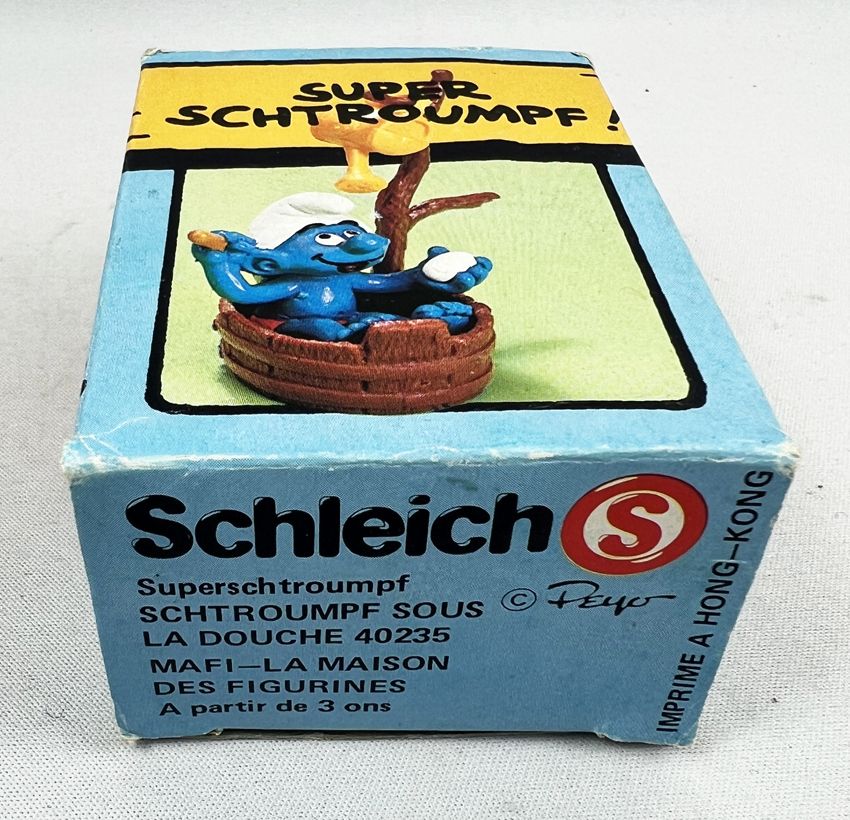 SUPER
SCHTROUMPF!
Schleich S
Superschtroumpf
SCHTROUMPF SOUS
LA DOUCHE 40235
MAFI—LA MAISON
DES FIGURINES
A partir de 3 ons
© Peyo
IMPRIME A HONG—KONG